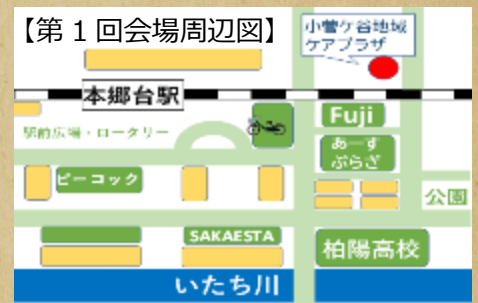 【第1回会場周辺図】
小菅ケ谷地域
ケアプラザ
本郷台駅
Fuji
駅前広場・ロータリー
あーす
ぷらざ
ピーコック
公園
SAKAESTA
柏陽高校
いたち川